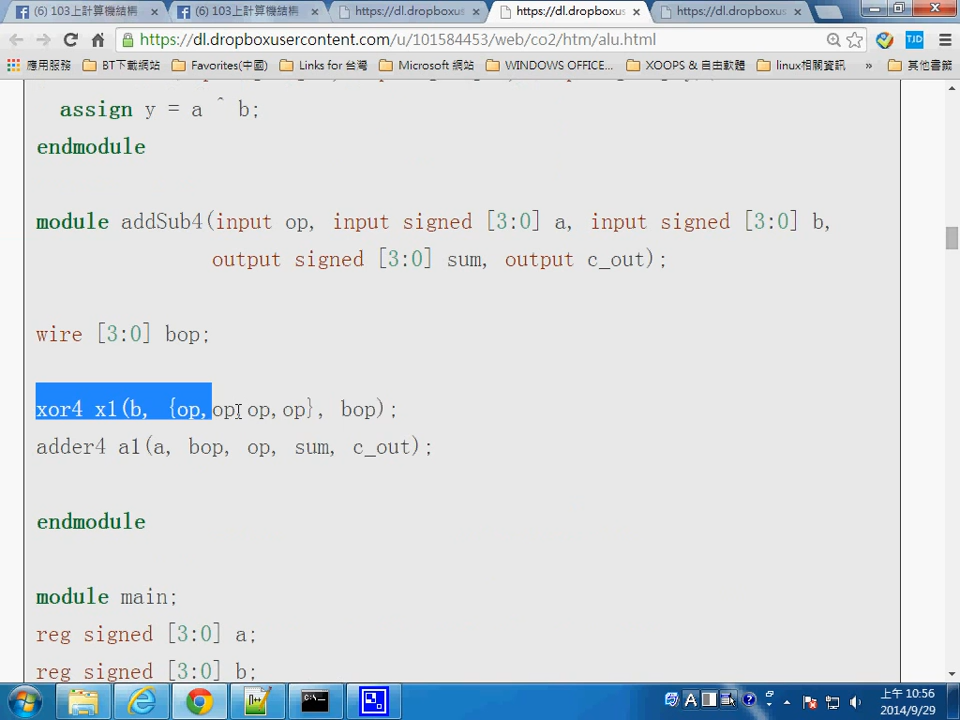 (6) 103上計算機結構
(6) 103上計算機結構
https://dl.dropboxus
https://dl.dropboxus
https://dl.dropboxus
https://dl.dropboxusercontent.com/u/101584453/web/co2/htm/alu.html
應用服務 BT下載網站 Favorites(中國) Links for 台灣 Microsoft 網站 WINDOWS OFFICE... XOOPS & 自由軟體 linux相關資訊 » 其他書籤
assign y = a ^ b;
endmodule
module addSub4(input op, input signed [3:0] a, input signed [3:0] b,
output signed [3:0] sum, output c_out);
wire [3:0] bop;
xor4 x1(b, {op,op,op,op}, bop);
adder4 a1(a, bop, op, sum, c_out);
endmodule
module main;
reg signed [3:0] a;
reg signed [3:0] b;
上午 10:56
2014/9/29